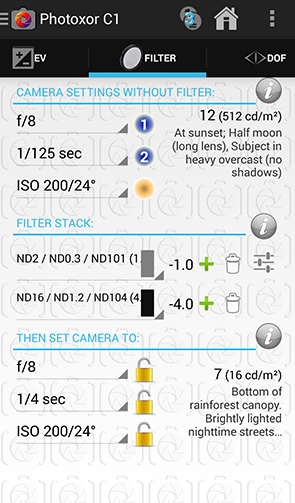 Photoxor C1
3
EV
FILTER
DOF
CAMERA SETTINGS WITHOUT FILTER:
i
f/8
1
12 (512 cd/m²)
1/125 sec
2
At sunset; Half moon
(long lens), Subject in
heavy overcast (no
shadows)
ISO 200/24°
FILTER STACK:
i
ND2 / ND0.3 / ND101 (1.
-1.0
ND16 / ND1.2 / ND104 (4.
-4.0
THEN SET CAMERA TO:
i
f/8
7 (16 cd/m²)
1/4 sec
Bottom of
rainforest canopy.
Brightly lighted
nighttime streets...
ISO 200/24°